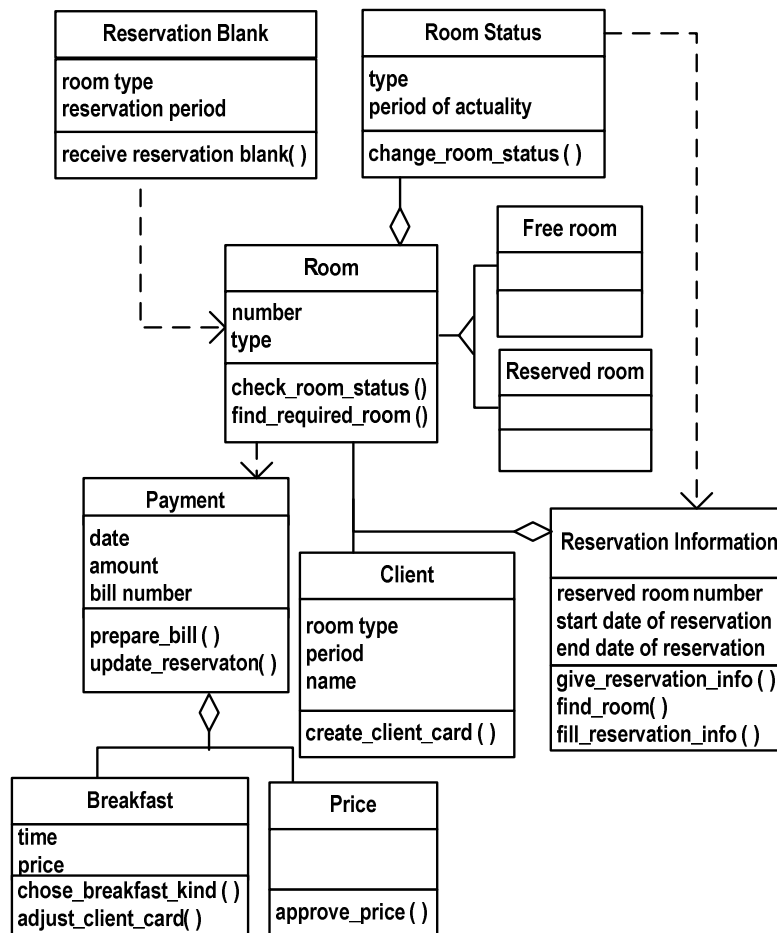 Reservation Blank
room type
reservation period
receive reservation blank( )
Room Status
type
period of actuality
change_room_status ( )
Free room
Room
number
type
check_room_status ()
find_required_room ()
Reserved room
Payment
date
amount
bill number
prepare_bill ( )
update_reservaton( )
Client
room type
period
name
create_client_card ( )
Reservation Information
reserved room number
start date of reservation
end date of reservation
give_reservation_info ( )
find_room( )
fill_reservation_info ( )
Breakfast
time
price
chose_breakfast_kind ( )
adjust_client_card( )
Price
approve_price ( )